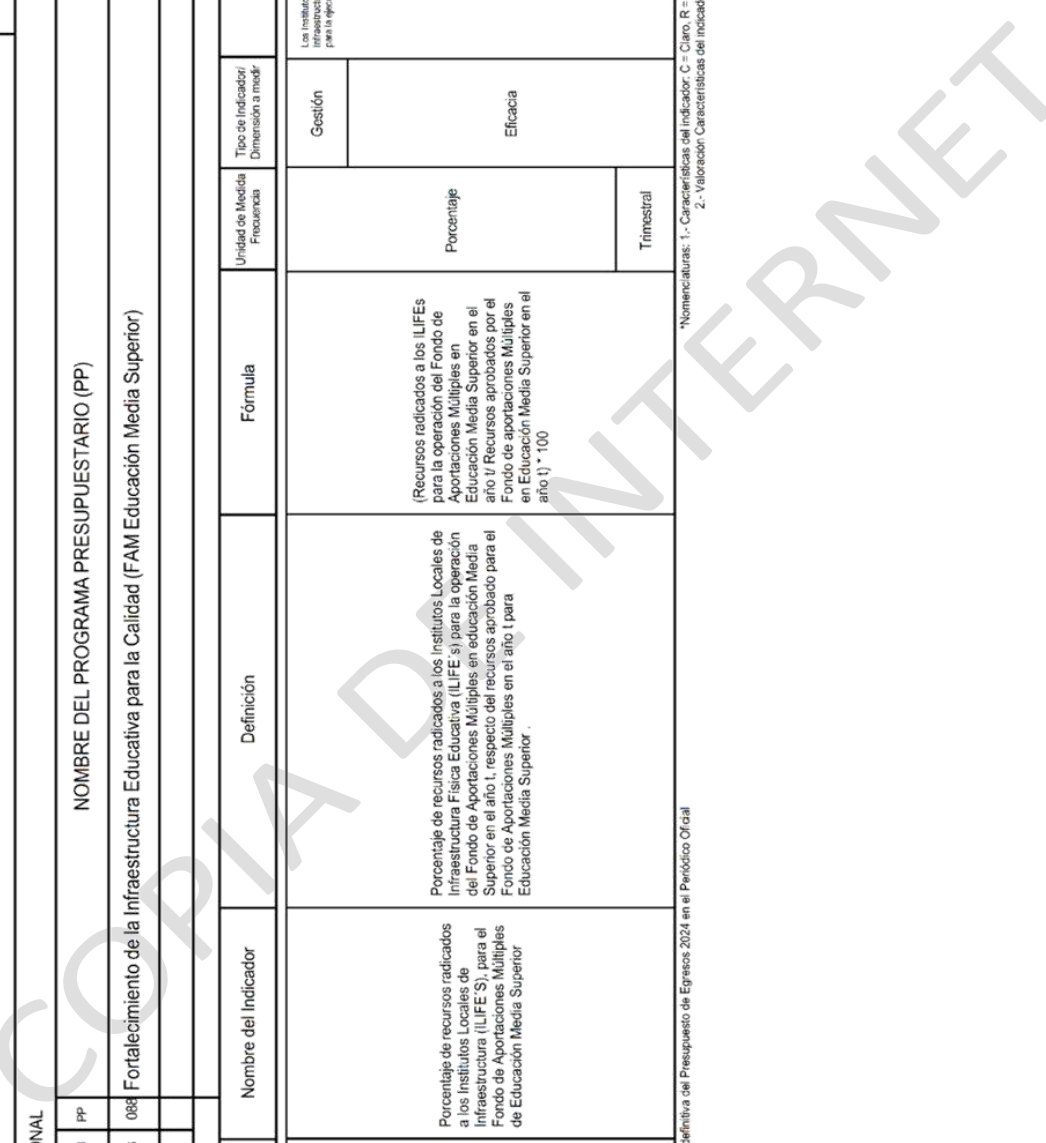 NOMBRE DEL PROGRAMA PRESUPUESTARIO (PP)
PP
088 Fortalecimiento de la Infraestructura Educativa para la Calidad (FAM Educación Media Superior)
Nombre del Indicador
Definición
Fórmula
Unidad de Medida
Frecuencia
Tipo de Indicador/
Dimensión a medir
Porcentaje de recursos radicados
a los Institutos Locales de
Infraestructura (ILIFE´S), para el
Fondo de Aportaciones Múltiples
de Educación Media Superior
Porcentaje de recursos radicados a los Institutos Locales de
Infraestructura Física Educativa (ILIFE´s) para la operación
del Fondo de Aportaciones Múltiples en educación Media
Superior en el año t, respecto del recursos aprobado para el
Fondo de Aportaciones Múltiples en el año t para
Educación Media Superior .
(Recursos radicados a los ILIFEs
para la operación del Fondo de
Aportaciones Múltiples en
Educación Media Superior en el
año t/ Recursos aprobados por el
Fondo de aportaciones Múltiples
en Educación Media Superior en el
año t) * 100
Porcentaje
Trimestral
Gestión
Eficacia
Los Instituto
Infraestruct
para la ejec
definitiva del Presupuesto de Egresos 2024 en el Periódico Oficial
*Nomenclaturas: 1.- Características del indicador: C = Claro, R =
2.- Valoración Características del indicad
COPIA DE INTERNET